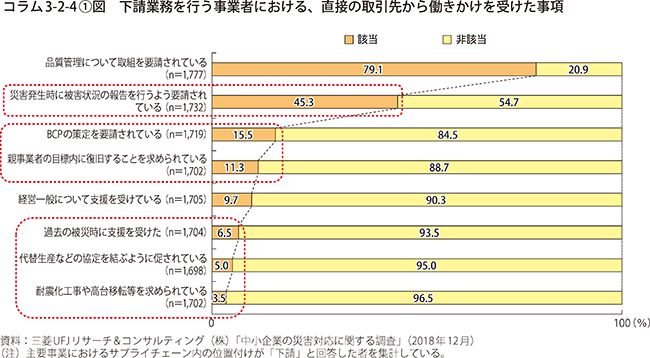 コラム3-2-4①図　下請業務を行う事業者における、直接の取引先から働きかけを受けた事項
該当　非該当
品質管理について取組を要請されている
（n=1,777）
79.1　20.9
災害発生時に被害状況の報告を行うよう要請され
ている（n=1,732）
45.3　54.7
BCPの策定を要請されている（n=1,719）
15.5　84.5
親事業者の目標内に復旧することを求められている
（n=1,702）
11.3　88.7
経営一般について支援を受けている（n=1,705）
9.7　90.3
過去の被災時に支援を受けた（n=1,704）
6.5　93.5
代替生産などの協定を結ぶように促されている
（n=1,698）
5.0　95.0
耐震化工事や高台移転等を求められている
（n=1,702）
3.5　96.5
0　100（%）
資料：三菱UFJリサーチ＆コンサルティング（株）「中小企業の災害対応に関する調査」（2018年12月）
（注）主要事業におけるサプライチェーン内の位置付けが「下請」と回答した者を集計している。